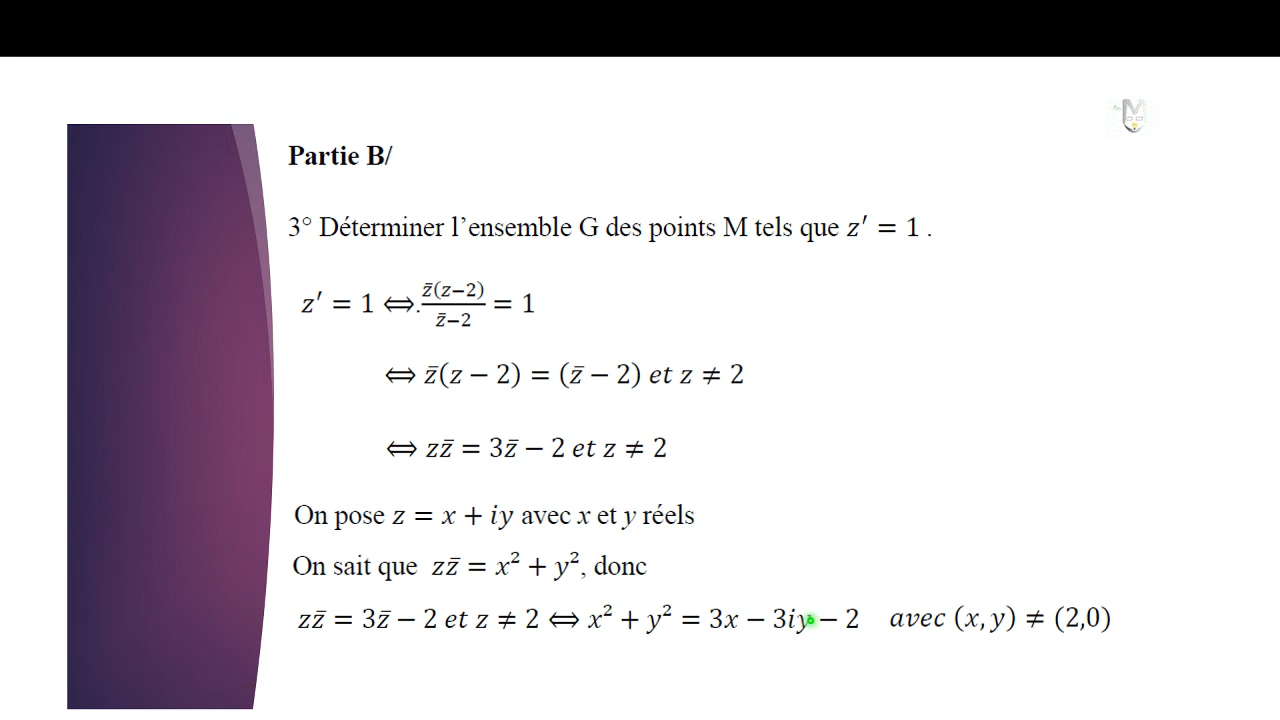 Partie B/
3° Déterminer l’ensemble G des points M tels que z′ = 1 .
z′ = 1 ⇔. z̄(z−2)/z̄−2 = 1
⇔ z̄(z − 2) = (z̄ − 2) et z ≠ 2
⇔ zz̄ = 3z̄ − 2 et z ≠ 2
On pose z = x + iy avec x et y réels
On sait que zz̄ = x² + y², donc
zz̄ = 3z̄ − 2 et z ≠ 2 ⇔ x² + y² = 3x − 3iy − 2 avec (x, y) ≠ (2,0)